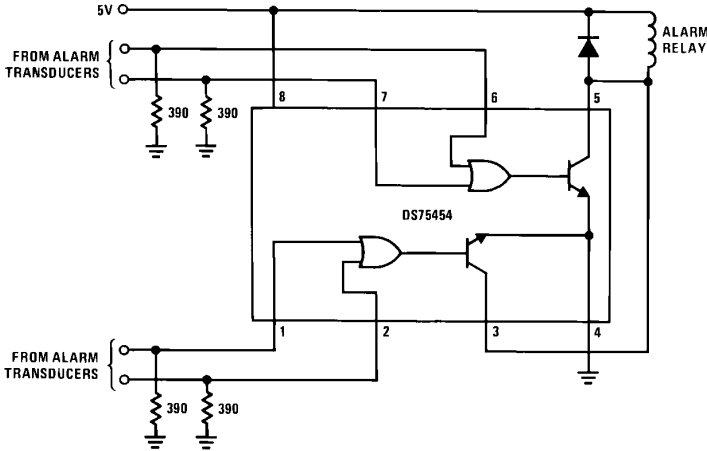 5V
FROM ALARM
TRANSDUCERS
ALARM
RELAY
390
390
8
7
6
5
DS75454
1
2
3
4
FROM ALARM
TRANSDUCERS
390
390